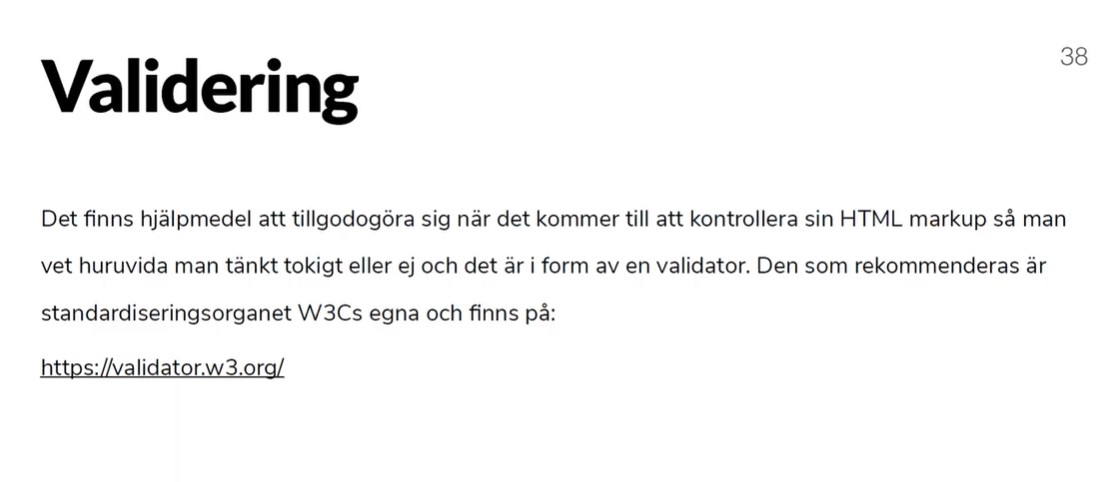 38
Validering
Det finns hjälpmedel att tillgodogöra sig när det kommer till att kontrollera sin HTML markup så man
vet huruvida man tänkt tokigt eller ej och det är i form av en validator. Den som rekommenderas är
standardiseringsorganet W3Cs egna och finns på:
https://validator.w3.org/